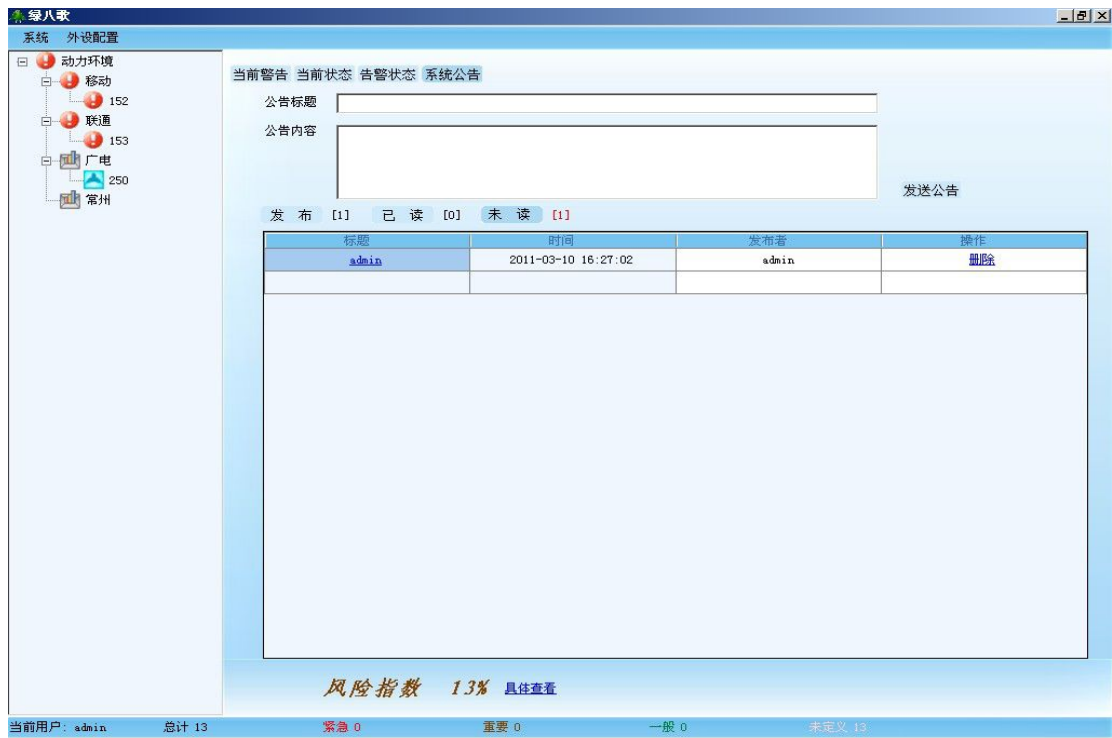 绿八歌
系统 外设配置
动力环境
移动
152
联通
153
广电
250
常州
当前警告 当前状态 告警状态 系统公告
公告标题
公告内容
发送公告
发 布 [1] 已 读 [0] 未 读 [1]
标题 时间 发布者 操作
admin 2011-03-10 16:27:02 admin 删除
风险指数 13% 具体查看
当前用户: admin 总计 13 紧急 0 重要 0 一般 0 未定义 13